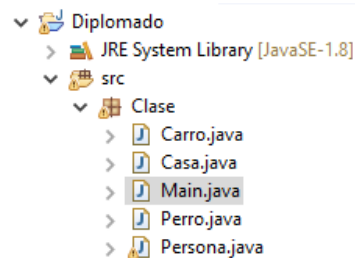 Diplomado
JRE System Library [JavaSE-1.8]
src
Clase
Carro.java
Casa.java
Main.java
Perro.java
Persona.java